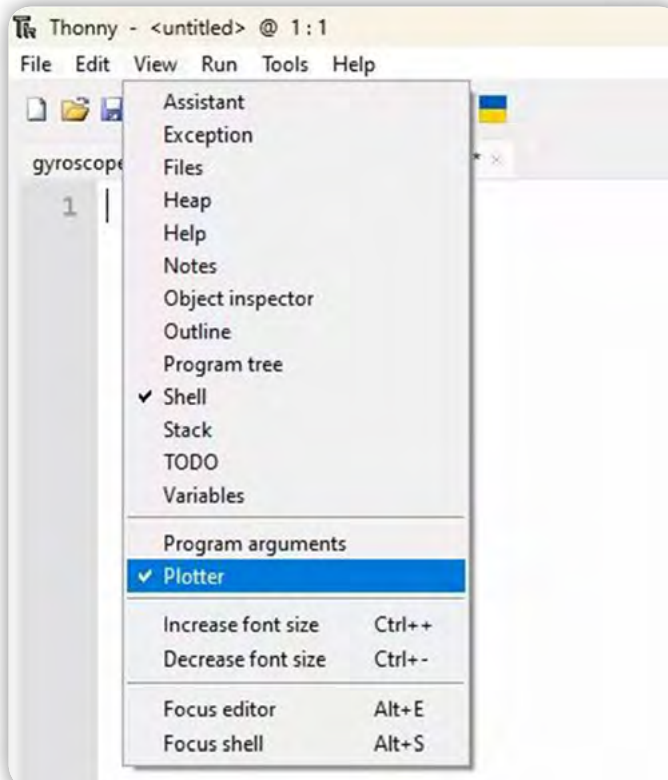 Thonny - <untitled> @ 1:1
File Edit View Run Tools Help
Assistant
Exception
gyroscope * ×
Files
1
Heap
Help
Notes
Object inspector
Outline
Program tree
✔ Shell
Stack
TODO
Variables
Program arguments
✔ Plotter
Increase font size Ctrl++
Decrease font size Ctrl+-
Focus editor Alt+E
Focus shell Alt+S